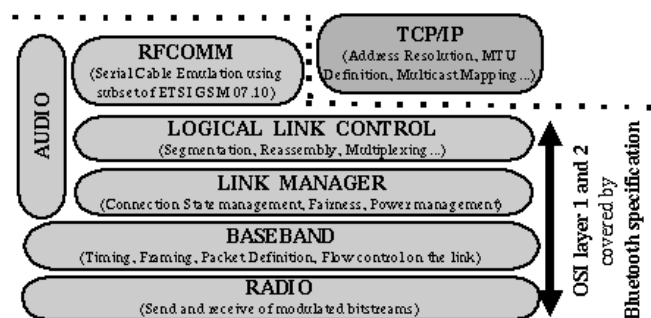 RFCOMM
(Serial Cable Emulation using
subset of ETSI GSM 07.10)
TCP/IP
(Address Resolution, MTU
Definition, Multicast Mapping ...)
AUDIO
LOGICAL LINK CONTROL
(Segmentation, Reassembly, Multiplexing ...)
LINK MANAGER
(Connection State management, Fairness, Power management)
BASEBAND
(Timing, Framing, Packet Definition, Flow control on the link)
RADIO
(Send and receive of modulated bitstreams)
OSI layer 1 and 2
covered by
Bluetooth specification